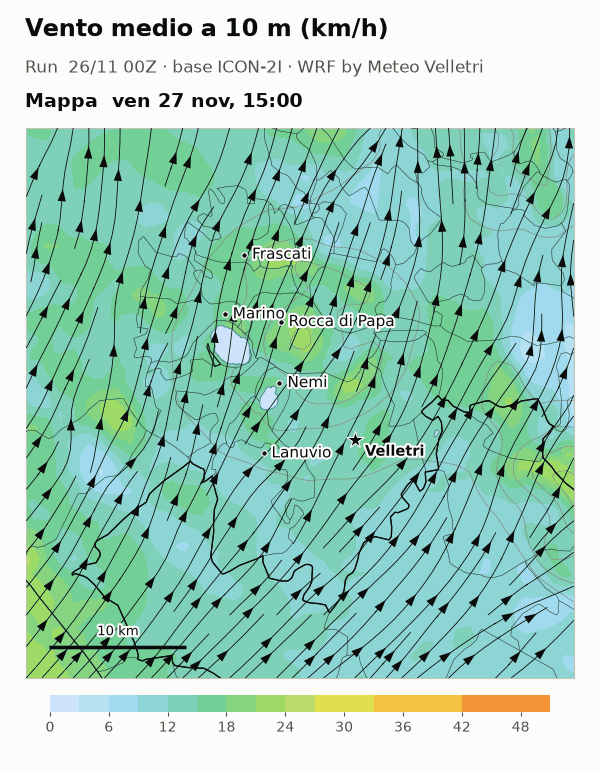 Vento medio a 10 m (km/h)
Run  26/11 00Z · base ICON-2I · WRF by Meteo Velletri
Mappa  ven 27 nov, 15:00
Frascati
Marino
Rocca di Papa
Nemi
Velletri
Lanuvio
10 km
0 6 12 18 24 30 36 42 48